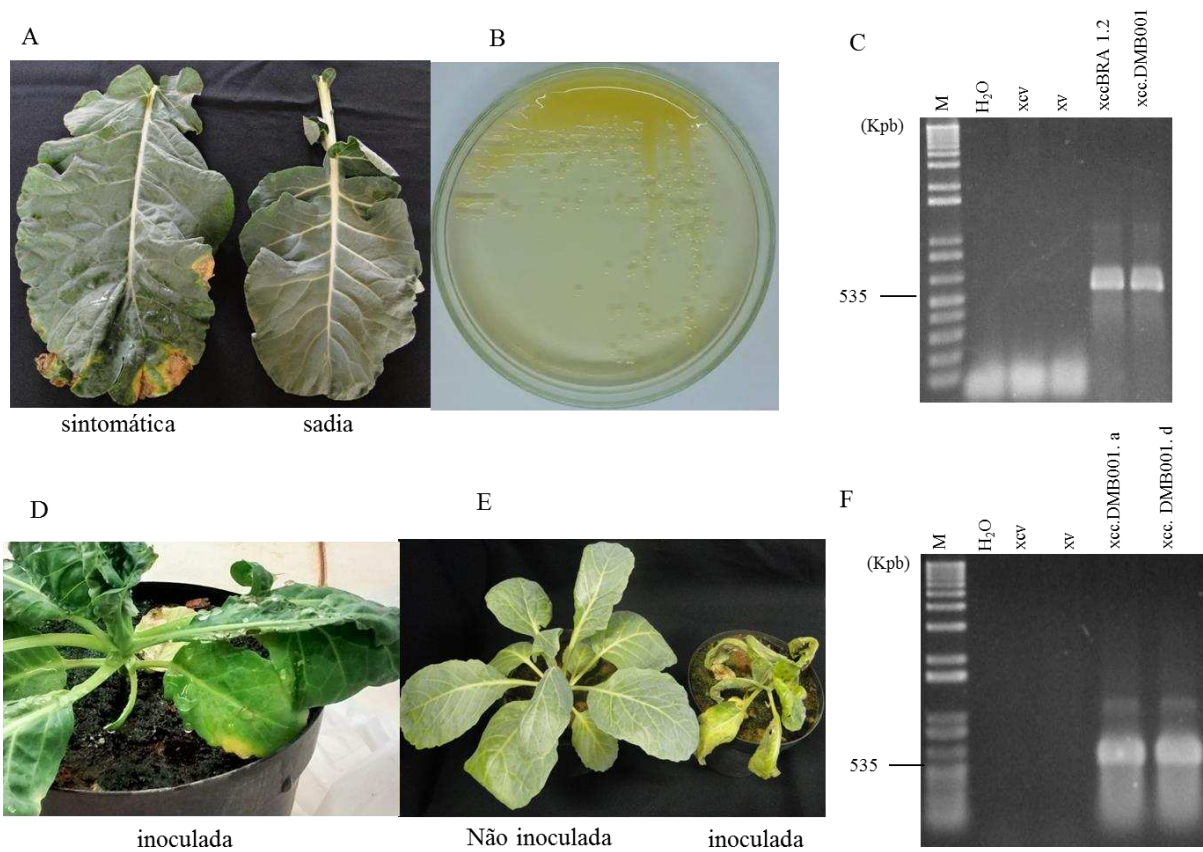 A
sintomática
sadia
B
C
(Kpb)
M
H₂O
xcv
xv
xccBRA 1.2
xcc.DMB001
535
D
inoculada
E
Não inoculada
inoculada
F
(Kpb)
M
H₂O
xcv
xv
xcc.DMB001. a
xcc. DMB001. d
535